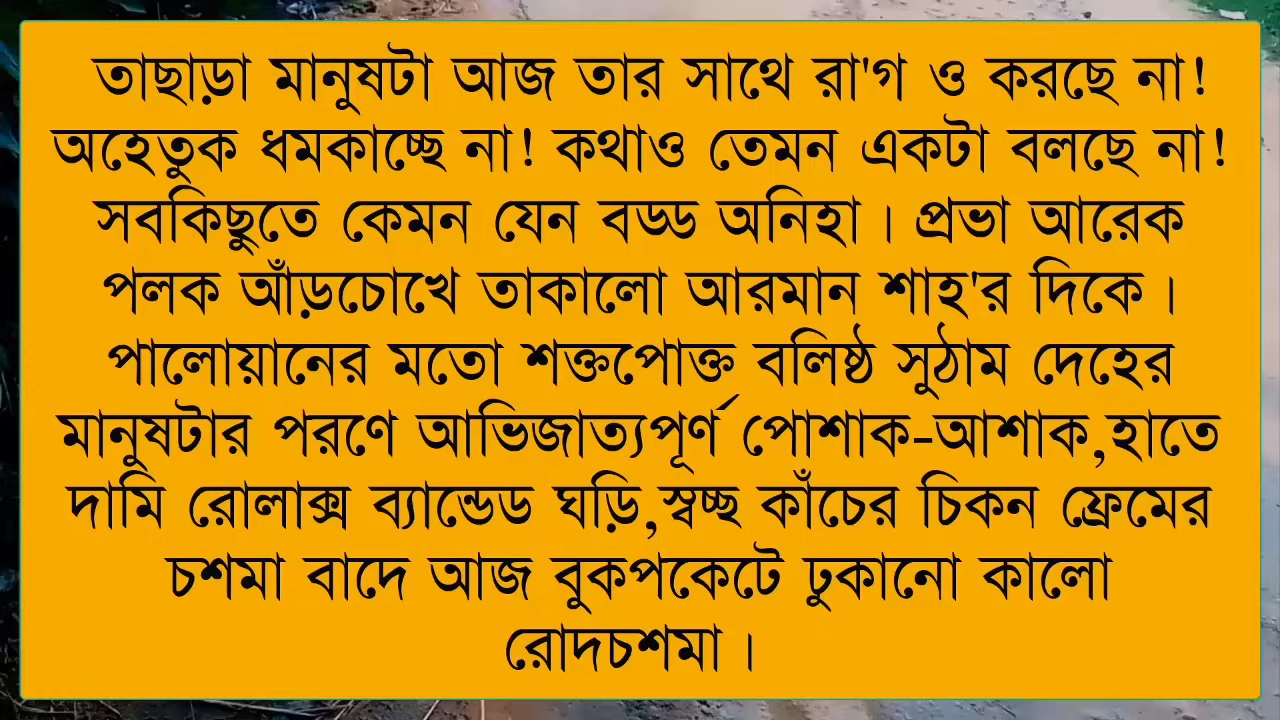 তাছাড়া মানুষটা আজ তার সাথে রা'গ ও করছে না!
অহেতুক ধমকাচ্ছে না! কথাও তেমন একটা বলছে না!
সবকিছুতে কেমন যেন বড্ড অনিহা। প্রভা আরেক
পলক আঁড়চোখে তাকালো আরমান শাহ'র দিকে।
পালোয়ানের মতো শক্তপোক্ত বলিষ্ঠ সুঠাম দেহের
মানুষটার পরণে আভিজাত্যপূর্ণ পোশাক-আশাক,হাতে
দামি রোলাক্স ব্যান্ডেড ঘড়ি,স্বচ্ছ কাঁচের চিকন ফ্রেমের
চশমা বাদে আজ বুকপকেটে ঢুকানো কালো
রোদচশমা।